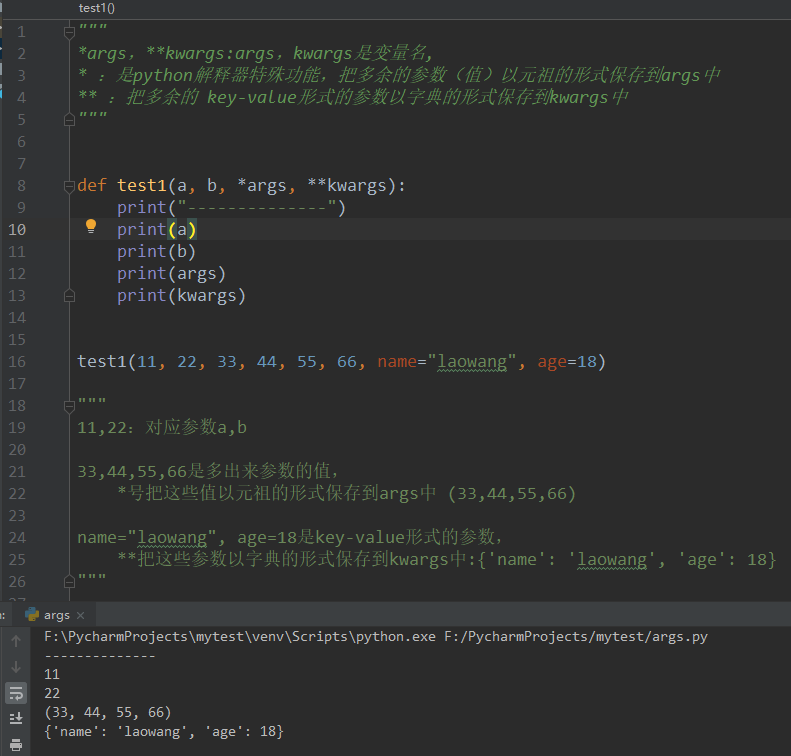 test1()
1 """
2 *args, **kwargs:args, kwargs是变量名,
3 * : 是python解释器特殊功能, 把多余的参数（值）以元祖的形式保存到args中
4 ** : 把多余的 key-value形式的参数以字典的形式保存到kwargs中
5 """
6
7
8 def test1(a, b, *args, **kwargs):
9     print("--------------")
10     print(a)
11     print(b)
12     print(args)
13     print(kwargs)
14
15
16 test1(11, 22, 33, 44, 55, 66, name="laowang", age=18)
17
18 """
19 11,22: 对应参数a,b
20
21 33,44,55,66是多出来参数的值,
22     *号把这些值以元祖的形式保存到args中 (33,44,55,66)
23
24 name="laowang", age=18是key-value形式的参数,
25     **把这些参数以字典的形式保存到kwargs中:{'name': 'laowang', 'age': 18}
26 """
args
F:\PycharmProjects\mytest\venv\Scripts\python.exe F:/PycharmProjects/mytest/args.py
--------------
11
22
(33, 44, 55, 66)
{'name': 'laowang', 'age': 18}